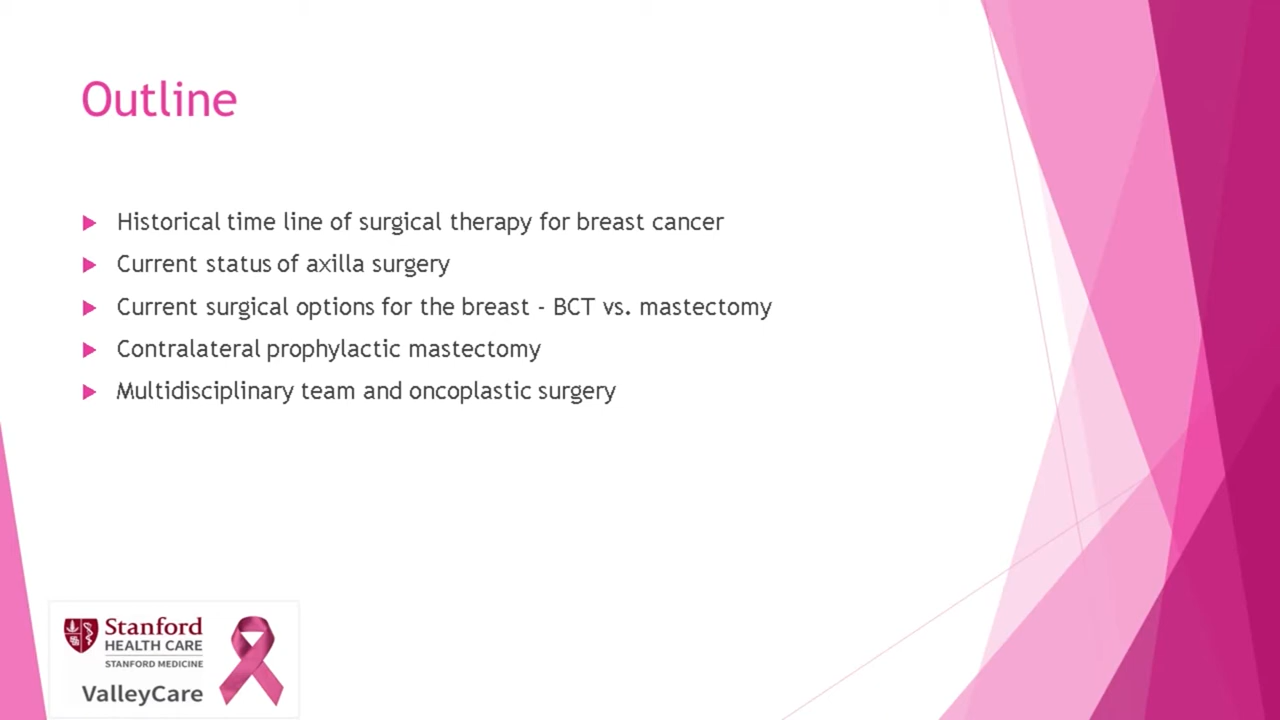 Outline
Historical time line of surgical therapy for breast cancer
Current status of axilla surgery
Current surgical options for the breast - BCT vs. mastectomy
Contralateral prophylactic mastectomy
Multidisciplinary team and oncoplastic surgery
Stanford
HEALTH CARE
STANFORD MEDICINE
ValleyCare